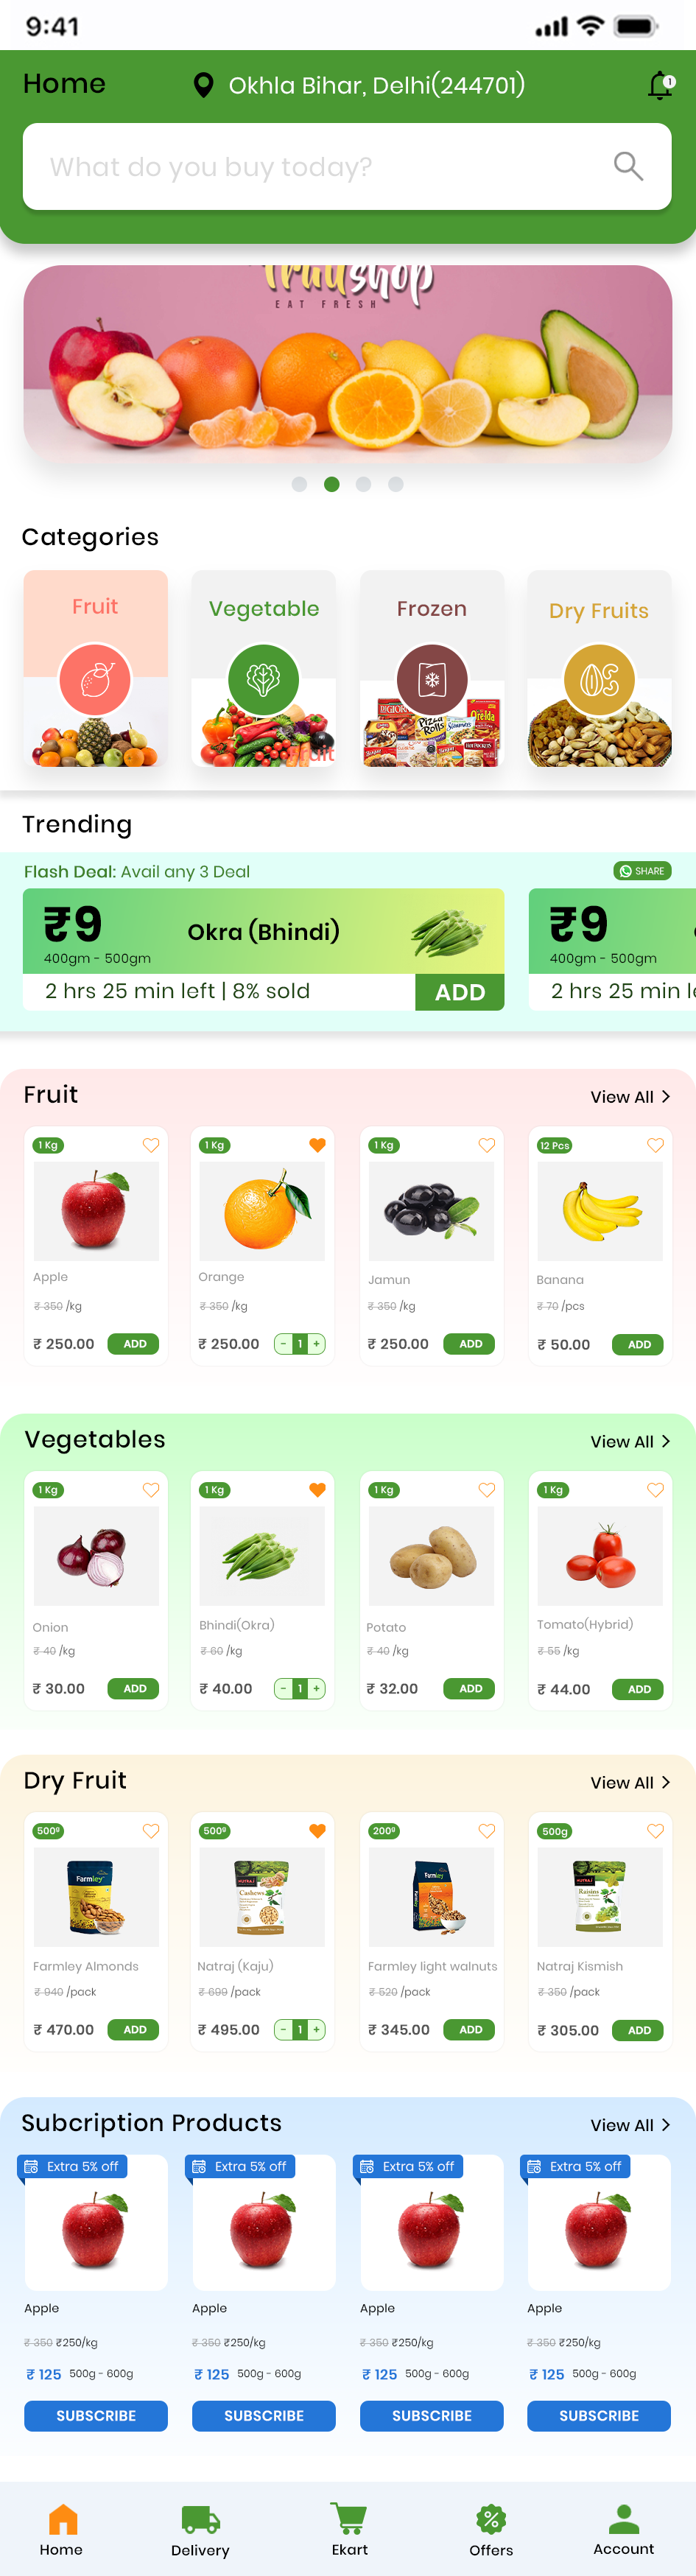 9:41
Home
Okhla Bihar, Delhi(244701)
1
What do you buy today?
Fruitshop
EAT FRESH
Categories
Fruit
Vegetable
Frozen
Dry Fruits
Fruit
Trending
Flash Deal: Avail any 3 Deal
SHARE
₹9
400gm - 500gm
Okra (Bhindi)
2 hrs 25 min left | 8% sold
ADD
₹9
400gm - 500gm
2 hrs 25 min le
Fruit
View All
1 Kg
1 Kg
1 Kg
12 Pcs
Apple
Orange
Jamun
Banana
₹ 350 /kg
₹ 350 /kg
₹ 350 /kg
₹ 70 /pcs
₹ 250.00 ADD
₹ 250.00 - 1 +
₹ 250.00 ADD
₹ 50.00 ADD
Vegetables
View All
1 Kg
1 Kg
1 Kg
1 Kg
Onion
Bhindi(Okra)
Potato
Tomato(Hybrid)
₹ 40 /kg
₹ 60 /kg
₹ 40 /kg
₹ 55 /kg
₹ 30.00 ADD
₹ 40.00 - 1 +
₹ 32.00 ADD
₹ 44.00 ADD
Dry Fruit
View All
500g
500g
200g
500g
Farmley
NUTRAJ
Cashews
Farmley
NUTRAJ
Raisins
Farmley Almonds
Natraj (Kaju)
Farmley light walnuts
Natraj Kismish
₹ 940 /pack
₹ 699 /pack
₹ 520 /pack
₹ 350 /pack
₹ 470.00 ADD
₹ 495.00 - 1 +
₹ 345.00 ADD
₹ 305.00 ADD
Subcription Products
View All
Extra 5% off
Extra 5% off
Extra 5% off
Extra 5% off
Apple
Apple
Apple
Apple
₹ 350 ₹250/kg
₹ 350 ₹250/kg
₹ 350 ₹250/kg
₹ 350 ₹250/kg
₹ 125 500g - 600g
₹ 125 500g - 600g
₹ 125 500g - 600g
₹ 125 500g - 600g
SUBSCRIBE
SUBSCRIBE
SUBSCRIBE
SUBSCRIBE
Home
Delivery
Ekart
Offers
Account